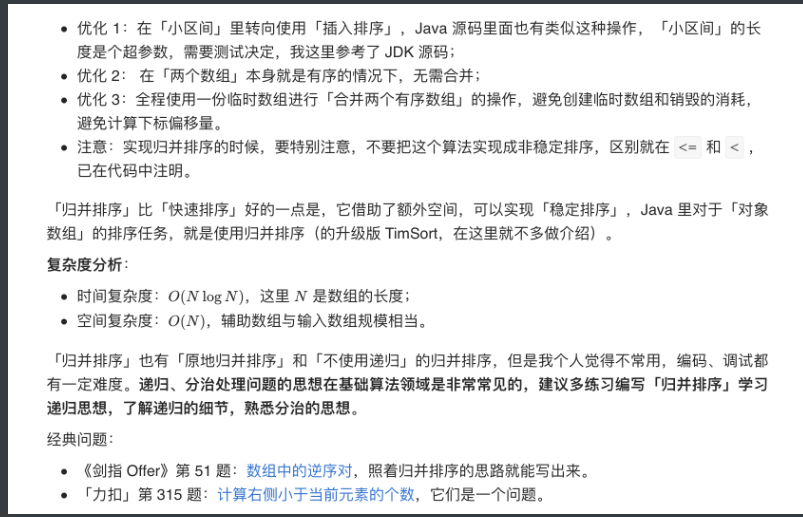 • 优化 1：在「小区间」里转向使用「插入排序」，Java 源码里面也有类似这种操作，「小区间」的长
度是个超参数，需要测试决定，我这里参考了 JDK 源码；
• 优化 2： 在「两个数组」本身就是有序的情况下，无需合并；
• 优化 3：全程使用一份临时数组进行「合并两个有序数组」的操作，避免创建临时数组和销毁的消耗，
避免计算下标偏移量。
• 注意：实现归并排序的时候，要特别注意，不要把这个算法实现成非稳定排序，区别就在 <= 和 < ，
已在代码中注明。
「归并排序」比「快速排序」好的一点是，它借助了额外空间，可以实现「稳定排序」，Java 里对于「对象
数组」的排序任务，就是使用归并排序（的升级版 TimSort，在这里就不多做介绍）。
复杂度分析：
• 时间复杂度：O(N log N)，这里 N 是数组的长度；
• 空间复杂度：O(N)，辅助数组与输入数组规模相当。
「归并排序」也有「原地归并排序」和「不使用递归」的归并排序，但是我个人觉得不常用，编码、调试都
有一定难度。递归、分治处理问题的思想在基础算法领域是非常常见的，建议多练习编写「归并排序」学习
递归思想，了解递归的细节，熟悉分治的思想。
经典问题：
• 《剑指 Offer》第 51 题：数组中的逆序对，照着归并排序的思路就能写出来。
• 「力扣」第 315 题：计算右侧小于当前元素的个数，它们是一个问题。